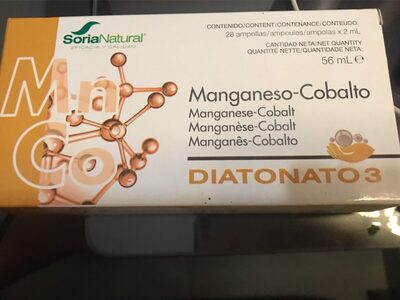 SoriaNatural®
EFICACIA Y CALIDAD
CONTENIDO/CONTENT/CONTENANCE/CONTEUDO:
28 ampollas/ampoules/ampolas x 2 mL
CANTIDAD NETA/NET QUANTITY
QUANTITÉ NETTE/QUANTIDADE NETA:
56 mL ℮
Mn
Co
Manganeso-Cobalto
Manganese-Cobalt
Manganèse-Cobalt
Manganês-Cobalto
DIATONATO 3